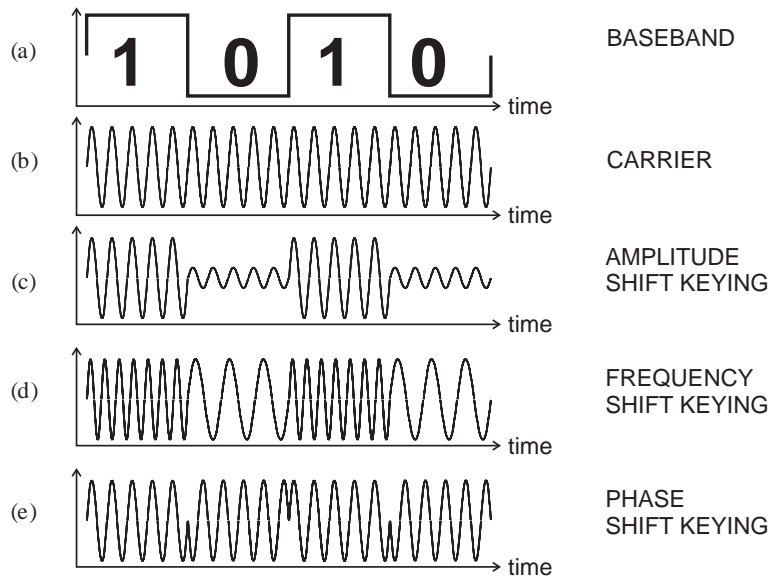 (a)
1 0 1 0
time
BASEBAND
(b)
time
CARRIER
(c)
time
AMPLITUDE
SHIFT KEYING
(d)
time
FREQUENCY
SHIFT KEYING
(e)
time
PHASE
SHIFT KEYING